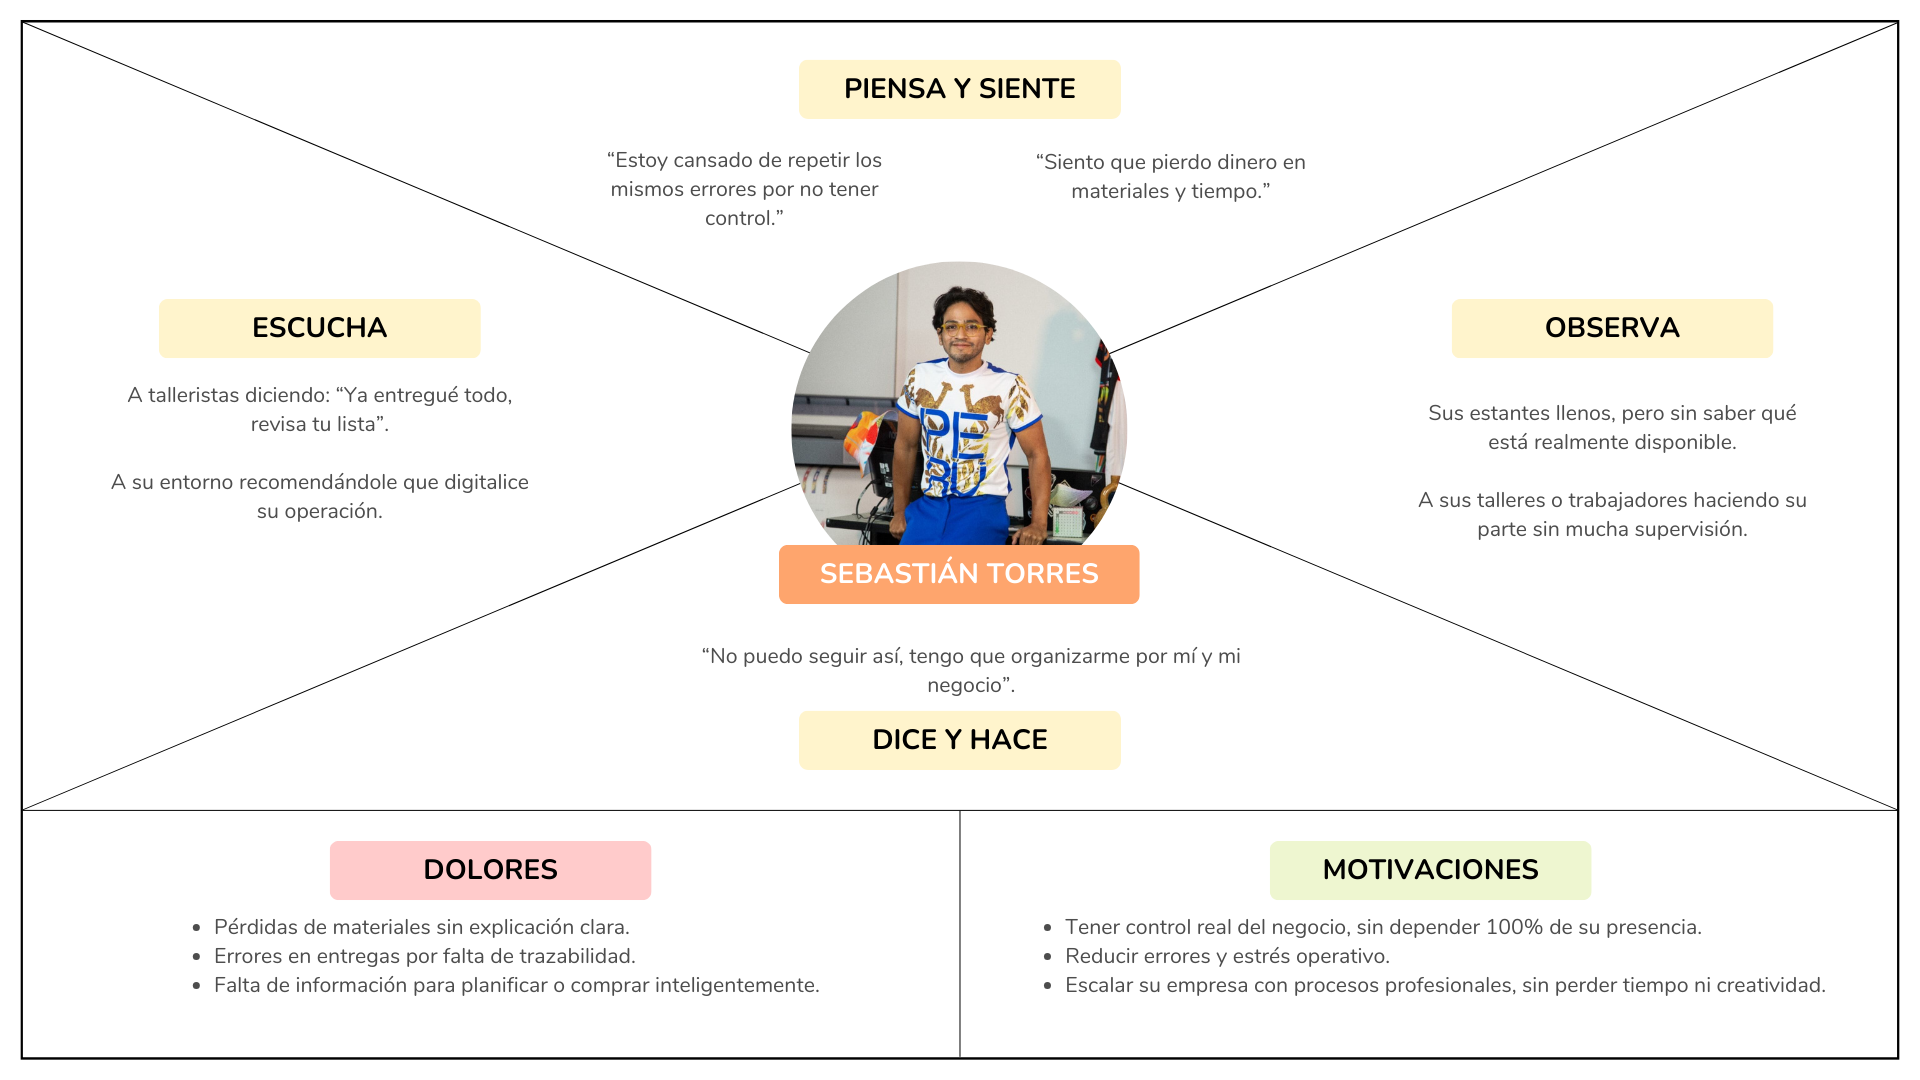 PIENSA Y SIENTE
“Estoy cansado de repetir los
mismos errores por no tener
control.”
“Siento que pierdo dinero en
materiales y tiempo.”
ESCUCHA
A talleristas diciendo: “Ya entregué todo,
revisa tu lista”.
A su entorno recomendándole que digitalice
su operación.
OBSERVA
Sus estantes llenos, pero sin saber qué
está realmente disponible.
A sus talleres o trabajadores haciendo su
parte sin mucha supervisión.
PE
RU
SEBASTIÁN TORRES
“No puedo seguir así, tengo que organizarme por mí y mi
negocio”.
DICE Y HACE
DOLORES
• Pérdidas de materiales sin explicación clara.
• Errores en entregas por falta de trazabilidad.
• Falta de información para planificar o comprar inteligentemente.
MOTIVACIONES
• Tener control real del negocio, sin depender 100% de su presencia.
• Reducir errores y estrés operativo.
• Escalar su empresa con procesos profesionales, sin perder tiempo ni creatividad.